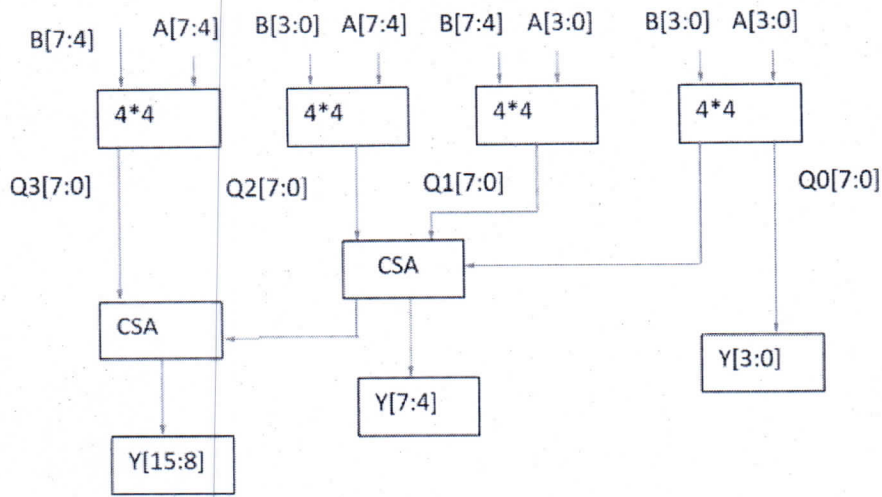 B[7:4] A[7:4] B[3:0] A[7:4] B[7:4] A[3:0] B[3:0] A[3:0]
4*4 4*4 4*4 4*4
Q3[7:0] Q2[7:0] Q1[7:0] Q0[7:0]
CSA
CSA
Y[3:0]
Y[7:4]
Y[15:8]